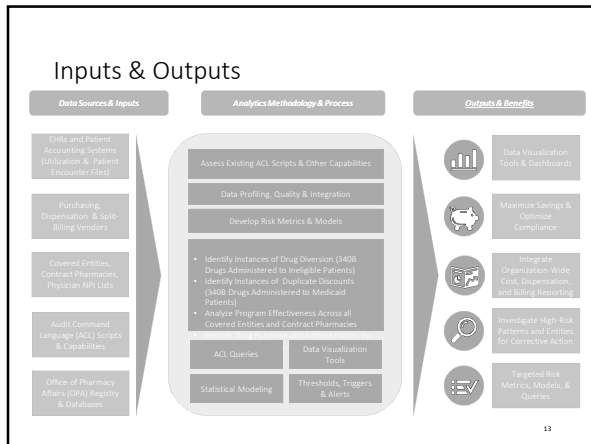 Inputs & Outputs
Data Sources & Inputs
Analytics Methodology & Process
Outputs & Benefits
EHRs and Patient
Accounting Systems
(Utilization & Patient
Encounter Files)
Purchasing,
Dispensation & Split-
Billing Vendors
Covered Entities,
Contract Pharmacies,
Physician NPI Lists
Audit Command
Language (ACL) Scripts
& Capabilities
Office of Pharmacy
Affairs (OPA) Registry
& Databases
Assess Existing ACL Scripts & Other Capabilities
Data Profiling, Quality & Integration
Develop Risk Metrics & Models
• Identify Instances of Drug Diversion (340B
Drugs Administered to Ineligible Patients)
• Identify Instances of Duplicate Discounts
(340B Drugs Administered to Medicaid
Patients)
• Analyze Program Effectiveness Across all
Covered Entities and Contract Pharmacies
ACL Queries
Data Visualization
Tools
Statistical Modeling
Thresholds, Triggers
& Alerts
Data Visualization
Tools & Dashboards
Maximize Savings &
Optimize
Compliance
Integrate
Organization-Wide
Cost, Dispensation,
and Billing Reporting
Investigate High-Risk
Patterns and Entities
for Corrective Action
Targeted Risk
Metrics, Models, &
Queries
13